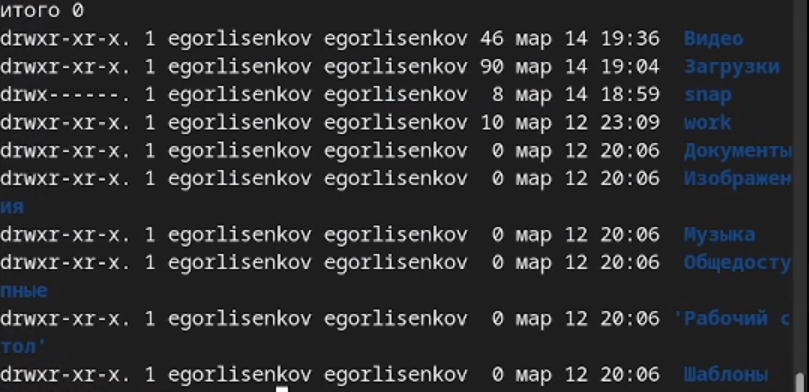 итого 0
drwxr-xr-x. 1 egorlisenkov egorlisenkov 46 мар 14 19:36  Видео
drwxr-xr-x. 1 egorlisenkov egorlisenkov 90 мар 14 19:04  Загрузки
drwx------. 1 egorlisenkov egorlisenkov  8 мар 14 18:59  snap
drwxr-xr-x. 1 egorlisenkov egorlisenkov 10 мар 12 23:09  work
drwxr-xr-x. 1 egorlisenkov egorlisenkov  0 мар 12 20:06  Документы
drwxr-xr-x. 1 egorlisenkov egorlisenkov  0 мар 12 20:06  Изображен
ия
drwxr-xr-x. 1 egorlisenkov egorlisenkov  0 мар 12 20:06  Музыка
drwxr-xr-x. 1 egorlisenkov egorlisenkov  0 мар 12 20:06  Общедосту
пные
drwxr-xr-x. 1 egorlisenkov egorlisenkov  0 мар 12 20:06 'Рабочий с
тол'
drwxr-xr-x. 1 egorlisenkov egorlisenkov  0 мар 12 20:06  Шаблоны